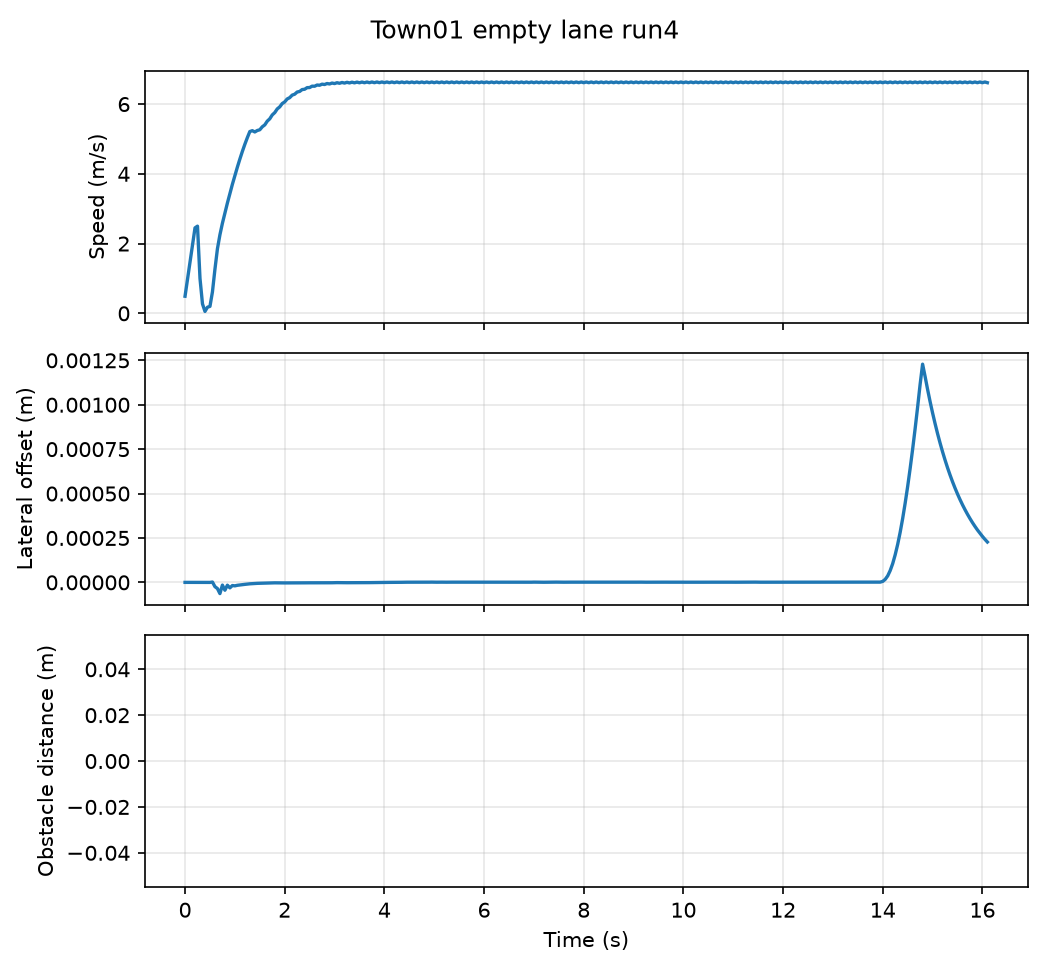 Town01 empty lane run4
Speed (m/s)
6
4
2
0
Lateral offset (m)
0.00125
0.00100
0.00075
0.00050
0.00025
0.00000
Obstacle distance (m)
0.04
0.02
0.00
−0.02
−0.04
0 2 4 6 8 10 12 14 16
Time (s)